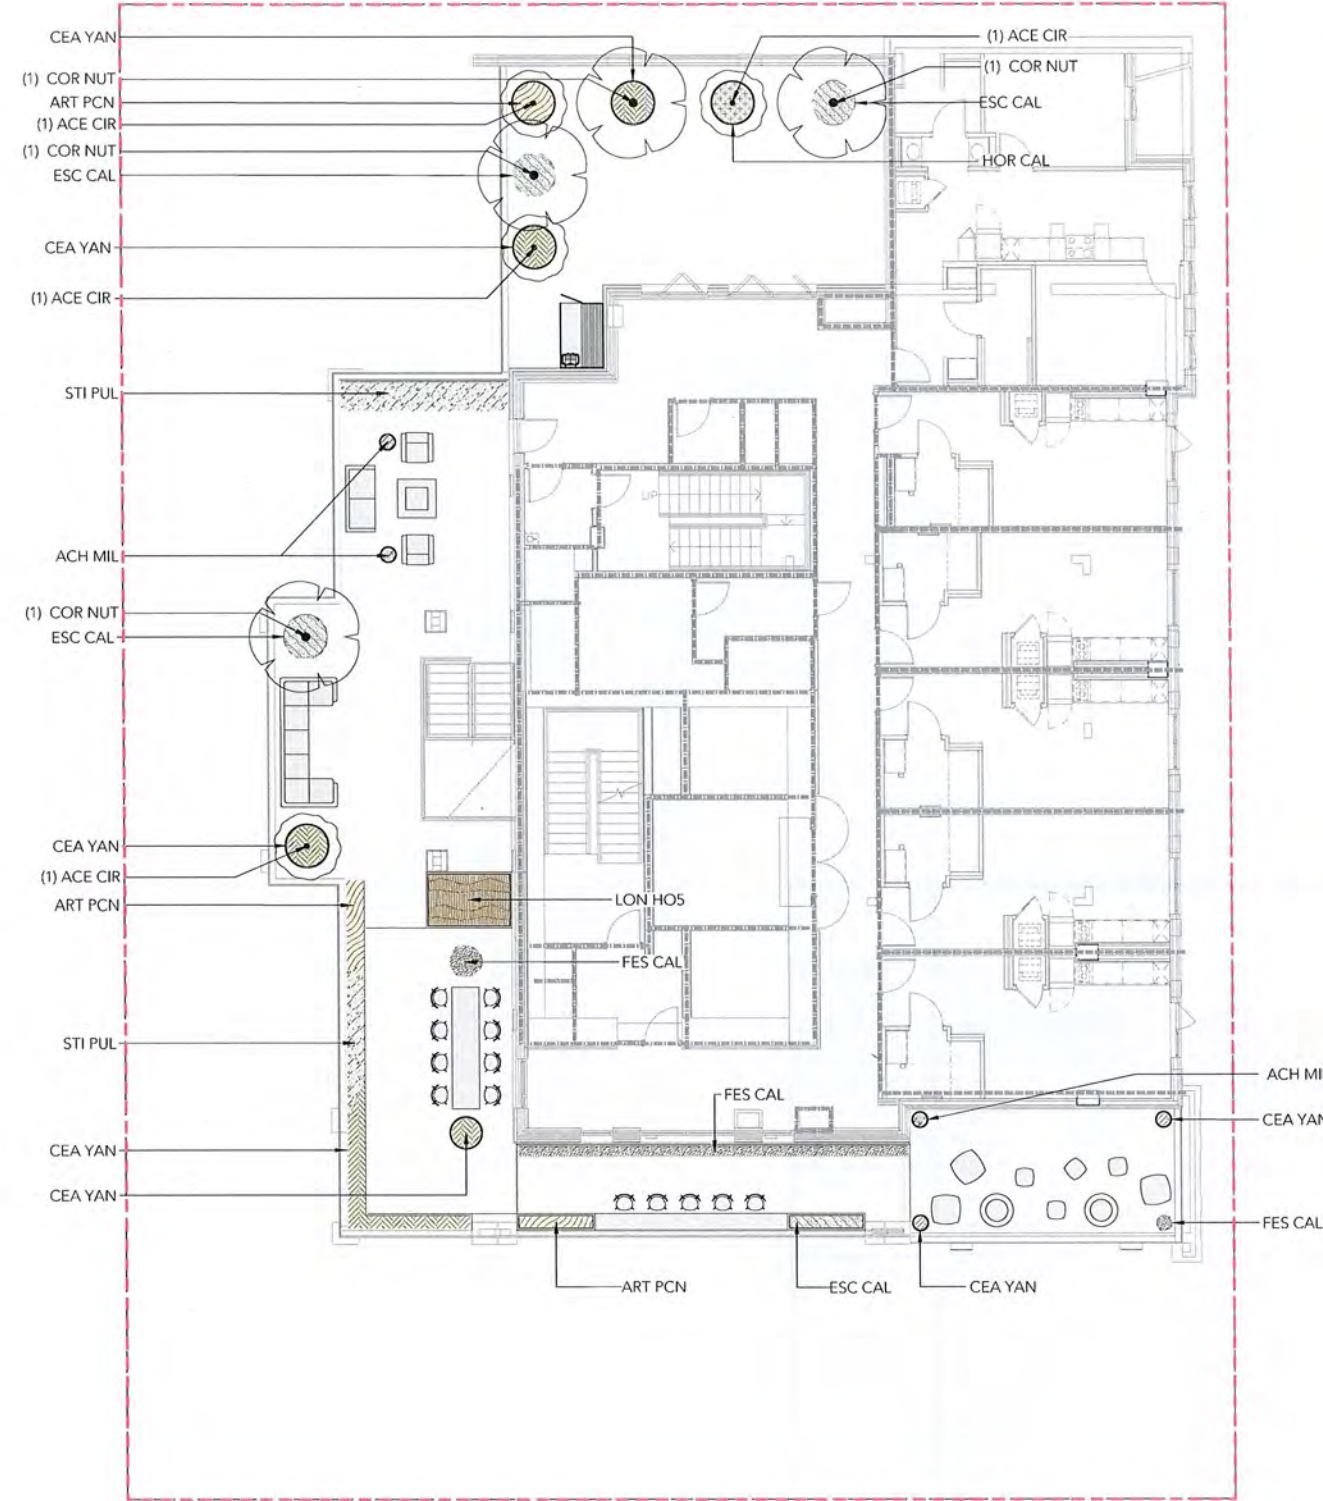 CEA YAN
(1) ACE CIR
(1) COR NUT
(1) COR NUT
ART PCN
ESC CAL
(1) ACE CIR
(1) COR NUT
HOR CAL
ESC CAL
CEA YAN
(1) ACE CIR
STI PUL
UP
ACH MIL
(1) COR NUT
ESC CAL
CEA YAN
(1) ACE CIR
LON HO5
ART PCN
FES CAL
STI PUL
ACH MI
FES CAL
CEA YAN
CEA YAN
CEA YAN
FES CAL
ART PCN
ESC CAL
CEA YAN